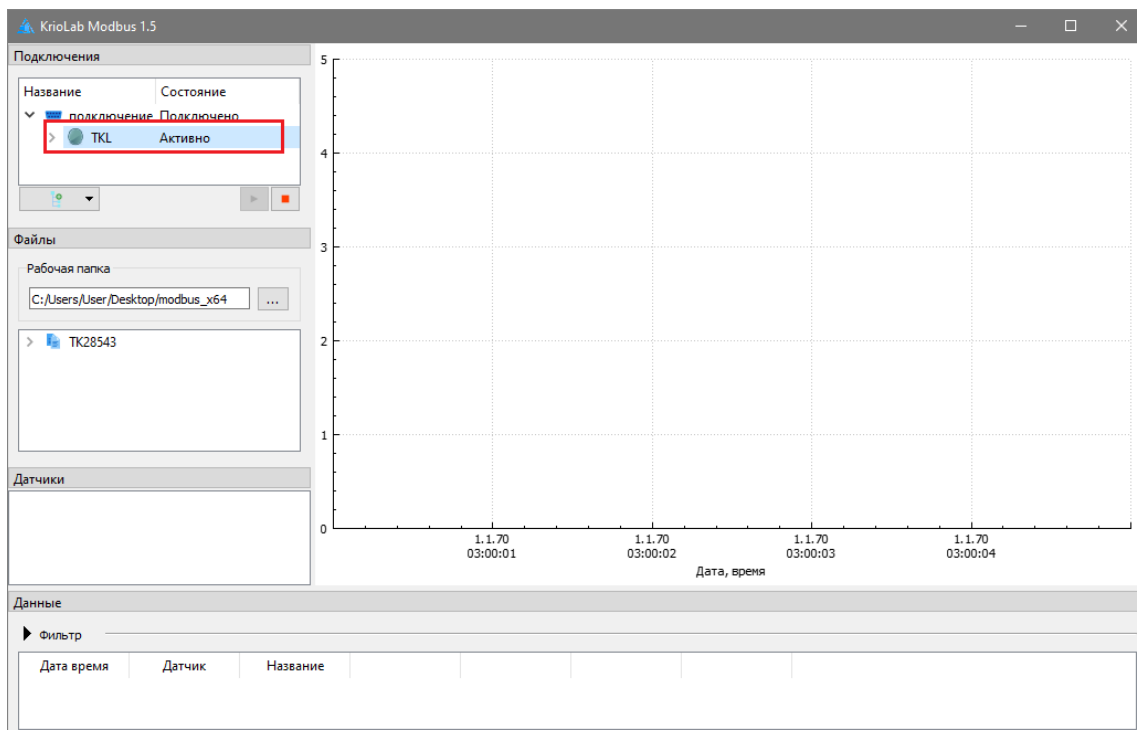 KrioLab Modbus 1.5
Подключения
Название Состояние
подключение Подключено
TKL Активно
Файлы
Рабочая папка
C:/Users/User/Desktop/modbus_x64 ...
TK28543
Датчики
5
4
3
2
1
0
1.1.70 1.1.70 1.1.70 1.1.70
03:00:01 03:00:02 03:00:03 03:00:04
Дата, время
Данные
Фильтр
Дата время Датчик Название